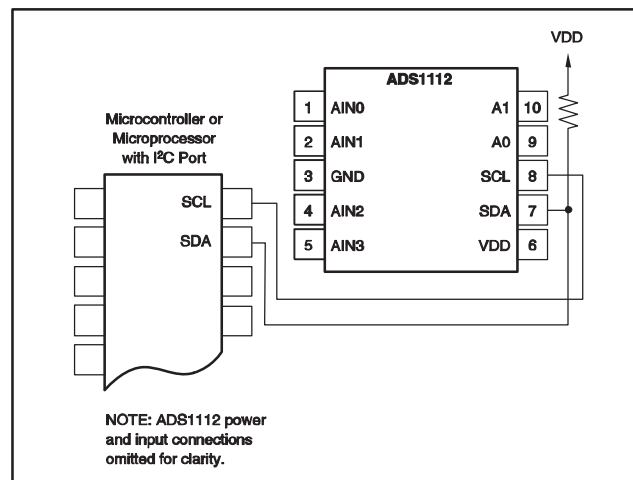 VDD
ADS1112
1 AIN0 A1 10
2 AIN1 A0 9
3 GND SCL 8
4 AIN2 SDA 7
5 AIN3 VDD 6
Microcontroller or
Microprocessor
with I²C Port
SCL
SDA
NOTE: ADS1112 power
and input connections
omitted for clarity.